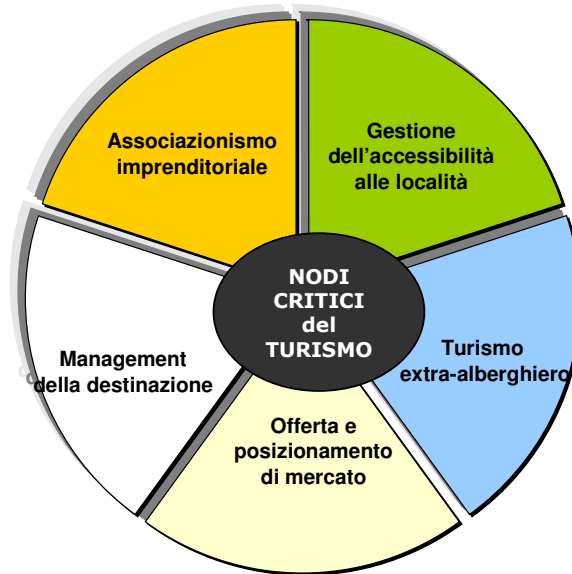 Associazionismo
imprenditoriale
Gestione
dell'accessibilità
alle località
NODI
CRITICI
del
TURISMO
Turismo
extra-alberghiero
Offerta e
posizionamento
di mercato
Management
della destinazione